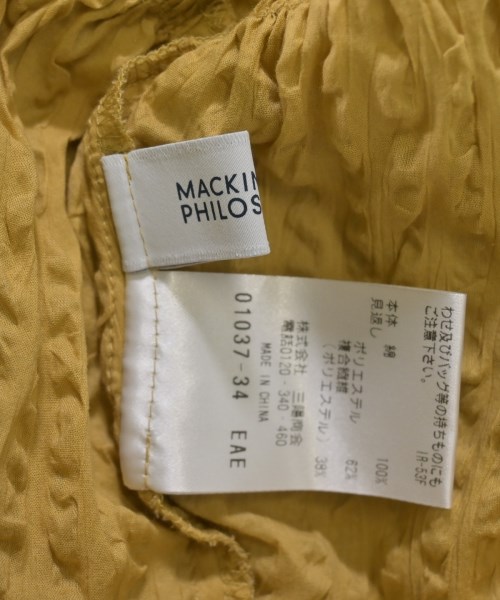 MACKIN
PHILOS
わせ及びバッグ等の持ちものにも
ご注意下さい。
IR-53F
本体 綿 100%
見返し
ポリエステル 62%
複合繊維
(ポリエステル) 38%
株式会社 三陽商会
0120-340-460
MADE IN CHINA
01037-34 EAE